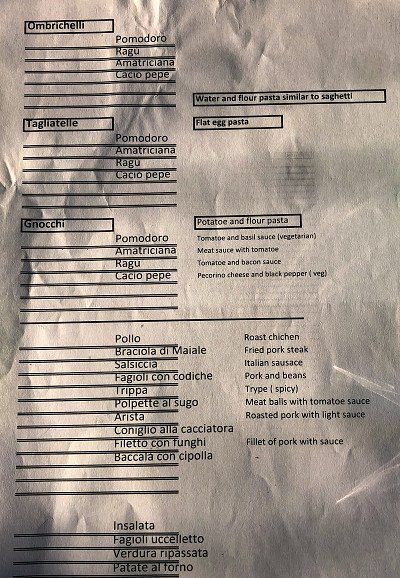 Ombrichelli
Pomodoro
Ragu
Amatriciana
Cacio pepe
Water and flour pasta similar to saghetti
Tagliatelle
Flat egg pasta
Pomodoro
Amatriciana
Ragu
Cacio pepe
Gnocchi
Potatoe and flour pasta
Pomodoro Tomatoe and basil sauce (vegetarian)
Amatriciana Meat sauce with tomatoe
Ragu Tomatoe and bacon sauce
Cacio pepe Pecorino cheese and black pepper ( veg)
Pollo Roast chichen
Braciola di Maiale Fried pork steak
Salsiccia Italian sausace
Fagioli con codiche Pork and beans
Trippa Trype ( spicy)
Polpette al sugo Meat balls with tomatoe sauce
Arista Roasted pork with light sauce
Coniglio alla cacciatora
Filetto con funghi Fillet of pork with sauce
Baccalà con cipolla
Insalata
Fagioli uccelletto
Verdura ripassata
Patate al forno